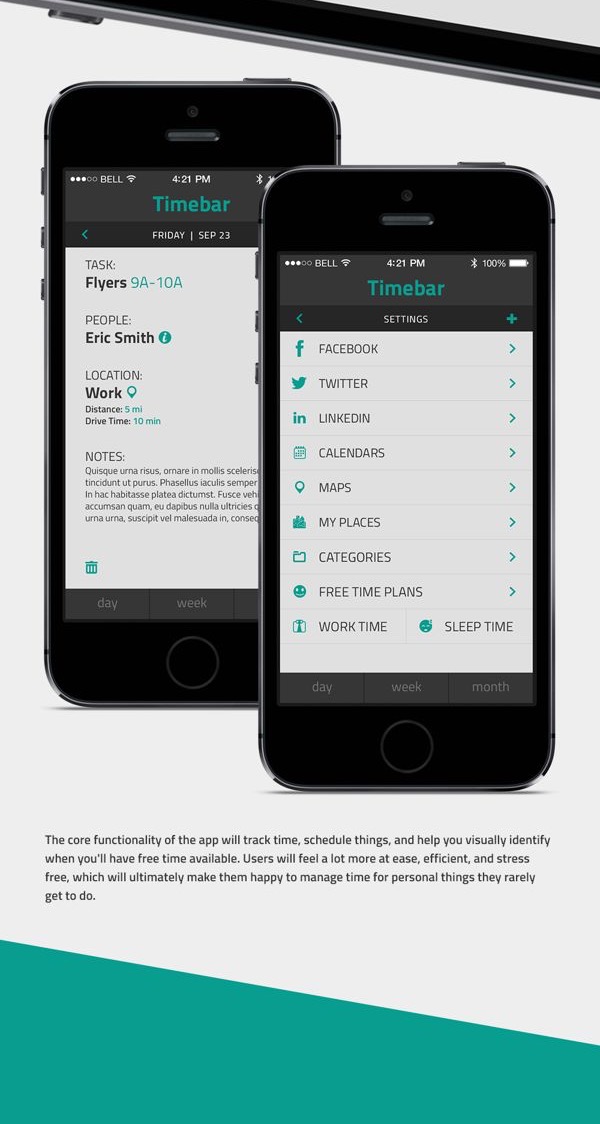 ●●●○○ BELL 4:21 PM
Timebar
FRIDAY | SEP 23
TASK:
Flyers 9A-10A
PEOPLE:
Eric Smith i
LOCATION:
Work
Distance: 5 mi
Drive Time: 10 min
NOTES:
Quisque urna risus, ornare in mollis
tincidunt ut purus. Phasellus iaculis semper
In hac habitasse platea dictumst. Fusce
accumsan quam, eu dapibus nulla ultricies
urna urna, suscipit vel malesuada in,
day week
●●●○○ BELL 4:21 PM 100%
Timebar
SETTINGS +
f FACEBOOK
TWITTER
in LINKEDIN
CALENDARS
MAPS
MY PLACES
CATEGORIES
FREE TIME PLANS
WORK TIME SLEEP TIME
day week month
The core functionality of the app will track time, schedule things, and help you visually identify
when you'll have free time available. Users will feel a lot more at ease, efficient, and stress
free, which will ultimately make them happy to manage time for personal things they rarely
get to do.